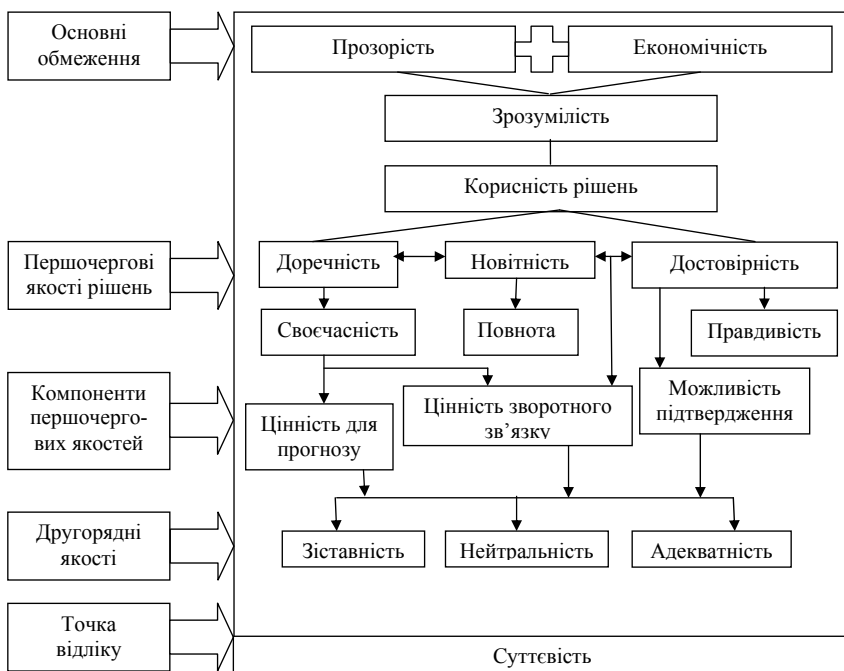 Основні
обмеження
Прозорість
Економічність
Зрозумілість
Корисність рішень
Першочергові
якості рішень
Доречність
Новітність
Достовірність
Своєчасність
Повнота
Правдивість
Компоненти
першочерго-
вих якостей
Цінність для
прогнозу
Цінність зворотного
зв’язку
Можливість
підтвердження
Другорядні
якості
Зіставність
Нейтральність
Адекватність
Точка
відліку
Суттєвість